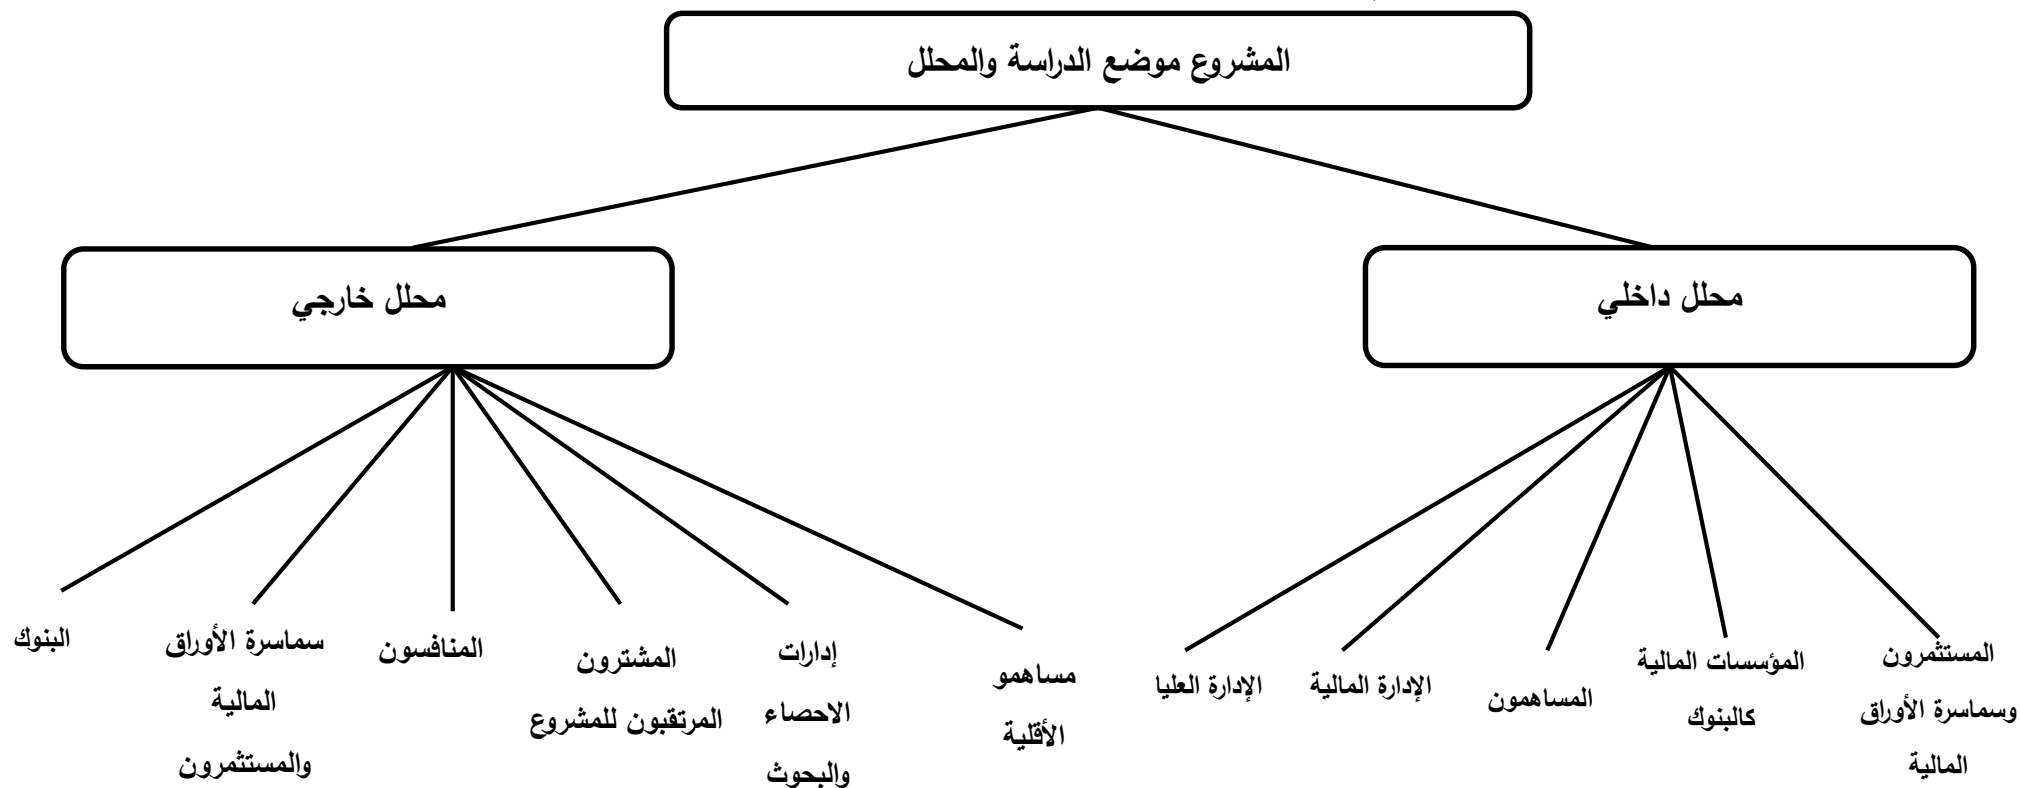 المشروع موضع الدراسة والمحلل
محلل داخلي
محلل خارجي
المستثمرون
وسماسرة الأوراق
المالية
المؤسسات المالية
كالبنوك
المساهمون
الإدارة المالية
الإدارة العليا
مساهمو
الأقلية
إدارات
الاحصاء
والبحوث
المشترون
المرتقبون للمشروع
المنافسون
سماسرة الأوراق
المالية
والمستثمرون
البنوك